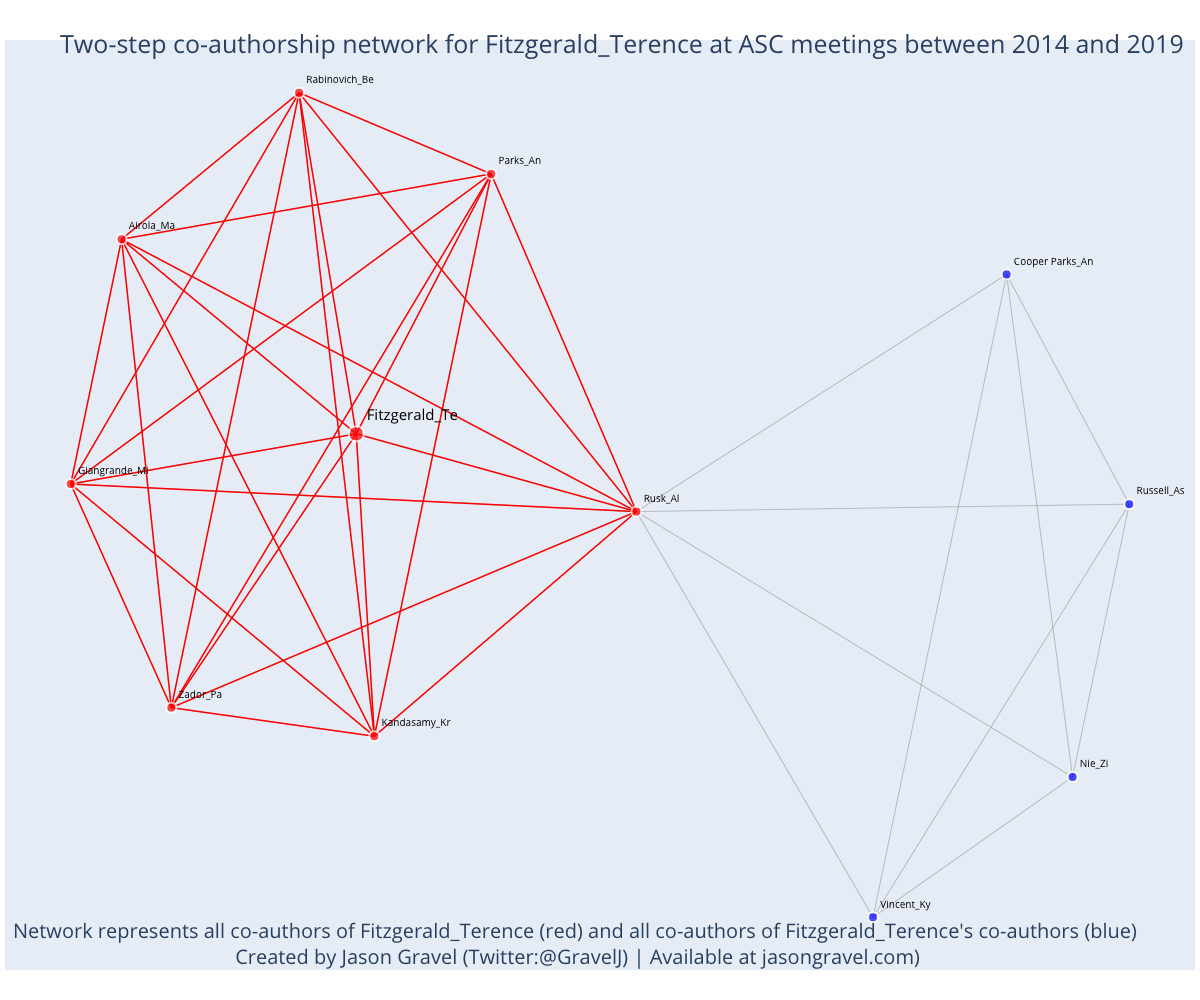 Two-step co-authorship network for Fitzgerald_Terence at ASC meetings between 2014 and 2019
Rabinovich_Be
Parks_An
Airola_Ma
Cooper Parks_An
Fitzgerald_Te
Giangrande_Mi
Rusk_Al
Russell_As
Zador_Pa
Kandasamy_Kr
Nie_Zi
Vincent_Ky
Network represents all co-authors of Fitzgerald_Terence (red) and all co-authors of Fitzgerald_Terence's co-authors (blue)
Created by Jason Gravel (Twitter:@GravelJ) | Available at jasongravel.com)